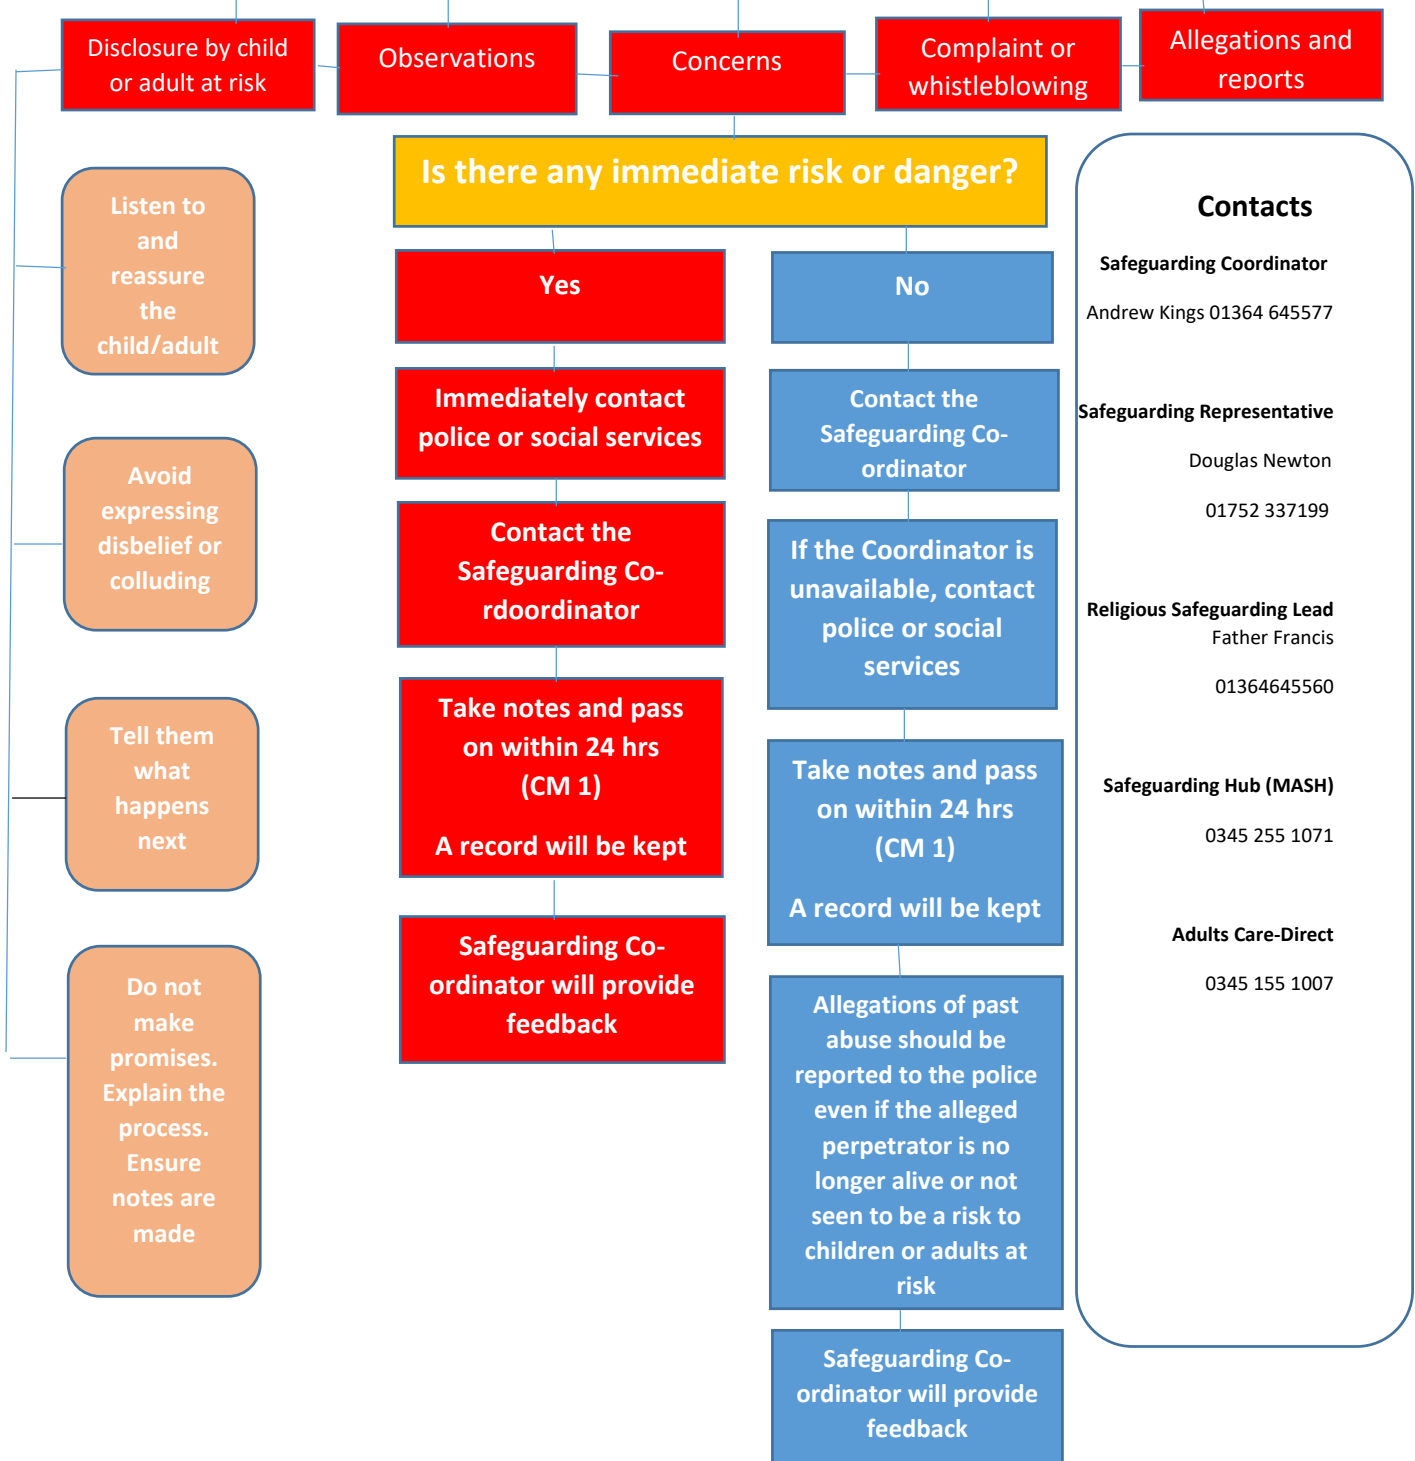 Disclosure by child
or adult at risk
Observations
Concerns
Complaint or
whistleblowing
Allegations and
reports
Is there any immediate risk or danger?
Listen to
and
reassure
the
child/adult
Avoid
expressing
disbelief or
colluding
Tell them
what
happens
next
Do not
make
promises.
Explain the
process.
Ensure
notes are
made
Yes
Immediately contact
police or social services
Contact the
Safeguarding Co-
rdoordinator
Take notes and pass
on within 24 hrs
(CM 1)
A record will be kept
Safeguarding Co-
ordinator will provide
feedback
No
Contact the
Safeguarding Co-
ordinator
If the Coordinator is
unavailable, contact
police or social
services
Take notes and pass
on within 24 hrs
(CM 1)
A record will be kept
Allegations of past
abuse should be
reported to the police
even if the alleged
perpetrator is no
longer alive or not
seen to be a risk to
children or adults at
risk
Safeguarding Co-
ordinator will provide
feedback
Contacts
Safeguarding Coordinator
Andrew Kings 01364 645577
Safeguarding Representative
Douglas Newton
01752 337199
Religious Safeguarding Lead
Father Francis
01364645560
Safeguarding Hub (MASH)
0345 255 1071
Adults Care-Direct
0345 155 1007